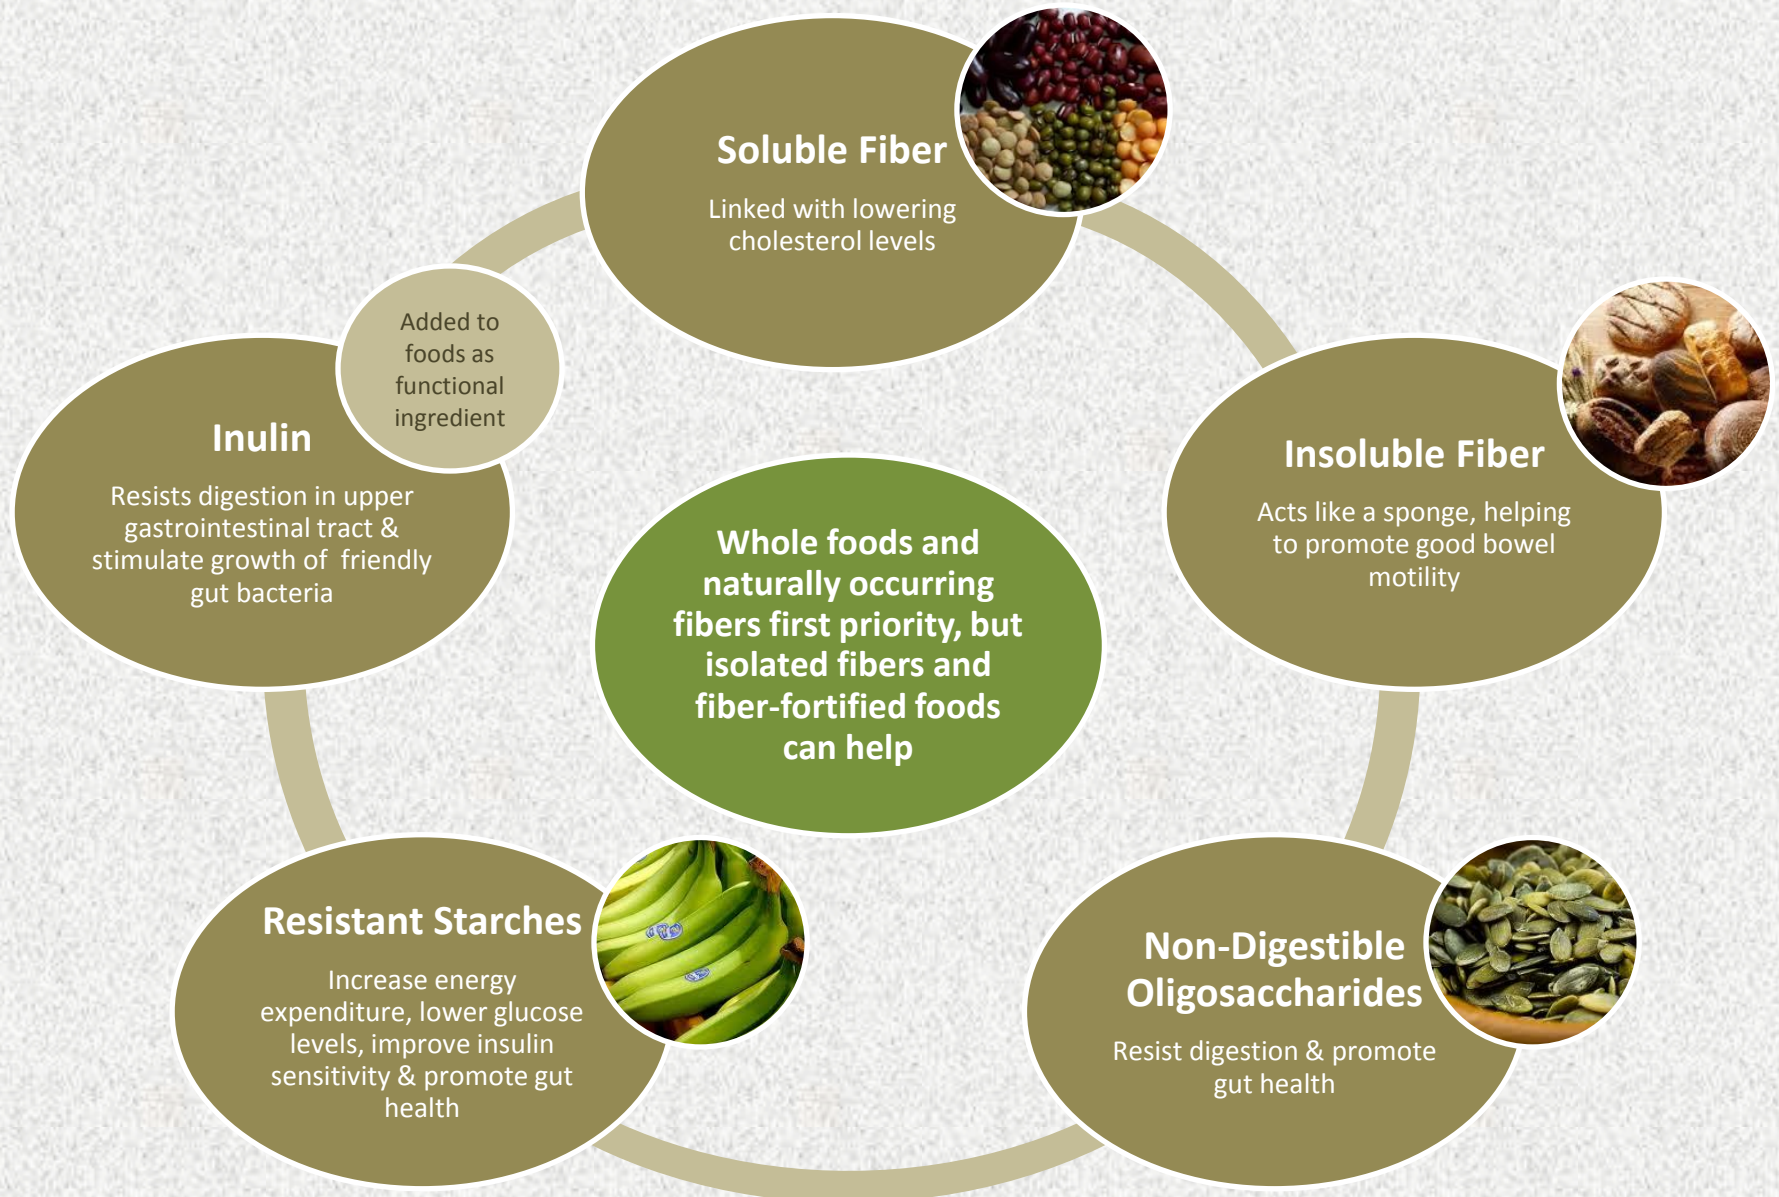 Soluble Fiber
Linked with lowering
cholesterol levels
Added to
foods as
functional
ingredient
Inulin
Resists digestion in upper
gastrointestinal tract &
stimulate growth of friendly
gut bacteria
Insoluble Fiber
Acts like a sponge, helping
to promote good bowel
motility
Whole foods and
naturally occurring
fibers first priority, but
isolated fibers and
fiber-fortified foods
can help
Resistant Starches
Increase energy
expenditure, lower glucose
levels, improve insulin
sensitivity & promote gut
health
Non-Digestible
Oligosaccharides
Resist digestion & promote
gut health